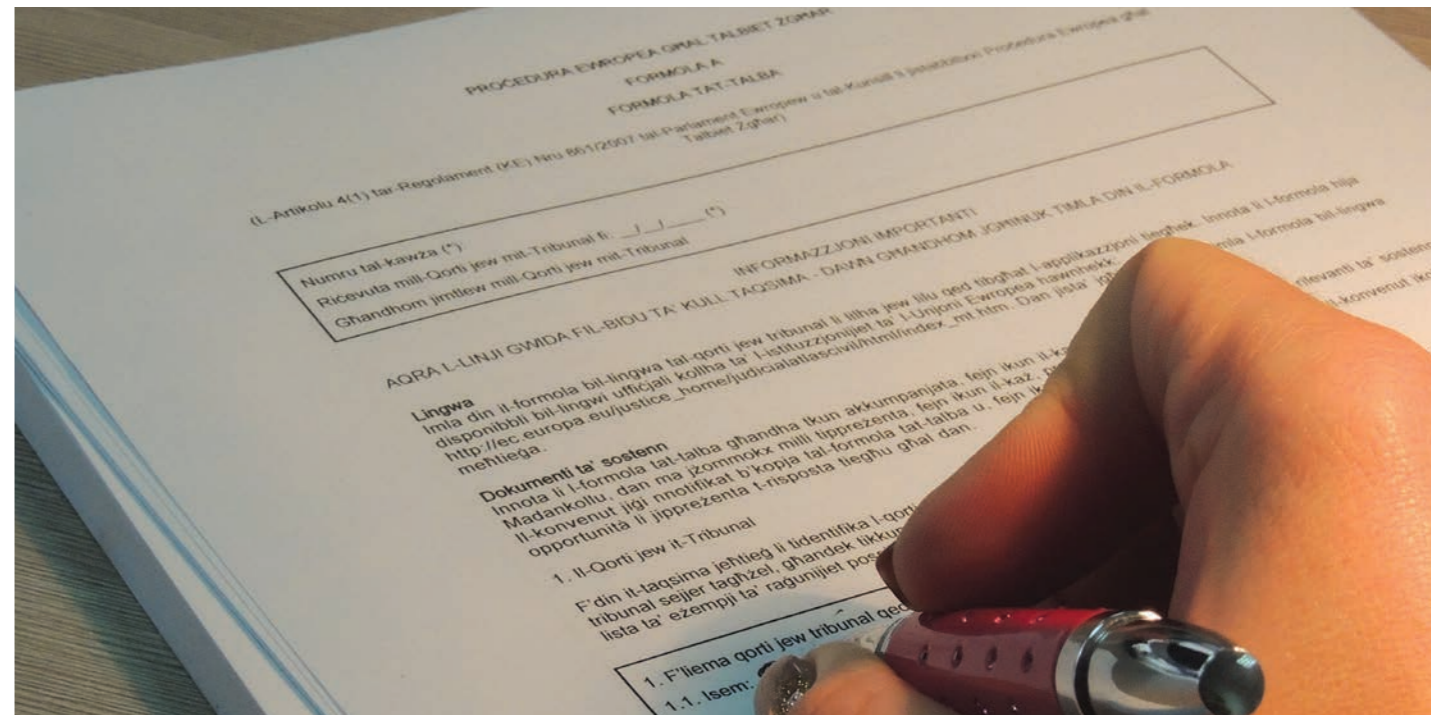 PROĊEDURA EWROPEA GĦAL TALBIET ŻGĦAR
FORMOLA A
FORMOLA TAT-TALBA
(L-Artikolu 4(1) tar-Regolament (KE) Nru 861/2007 tal-Parlament Ewropew u tal-Kunsill li jistabbilixxi Proċedura Ewropea għal
Talbiet Żgħar)
Numru tal-kawża (*):
Riċevuta mill-Qorti jew mit-Tribunal fi: __/__/____(*)
Għandhom jimtlew mill-Qorti jew mit-Tribunal
INFORMAZZJONI IMPORTANTI
AQRA L-LINJI GWIDA FIL-BIDU TA' KULL TAQSIMA - DAWN GĦANDHOM JGĦINUK TIMLA DIN IL-FORMOLA
Lingwa
Imla din il-formola bil-lingwa tal-qorti jew tribunal li lilha jew lilu qed tibgħat l-applikazzjoni tiegħek. Innota li l-formola hija
disponibbli bil-lingwi uffiċjali kollha ta' l-istituzzjonijiet ta' l-Unjoni Ewropea hawnhekk: l-formola bil-lingwa
http://ec.europa.eu/justice_home/judicialatlascivil/html/index_mt.htm. Dan jista'
meħtieġa.
Dokumenti ta' sostenn
Innota li l-formola tat-talba għandha tkun akkumpanjata, fejn ikun rilevanti ta' sostenn
Madankollu, dan ma jżommokx milli tippreżenta, fejn ikun il-każ,
Il-konvenut jiġi nnotifikat b'kopja tal-formola tat-talba u, fejn il-konvenut
opportunità li jippreżenta t-risposta tiegħu għal dan.
1. Il-Qorti jew it-Tribunal
F'din it-taqsima jeħtieġ li tidentifika l-qorti
tribunal sejjer tagħżel, għandek
lista ta' eżempji ta' raġunijiet
1. F'liema qorti jew tribunal qed
1.1. Isem: